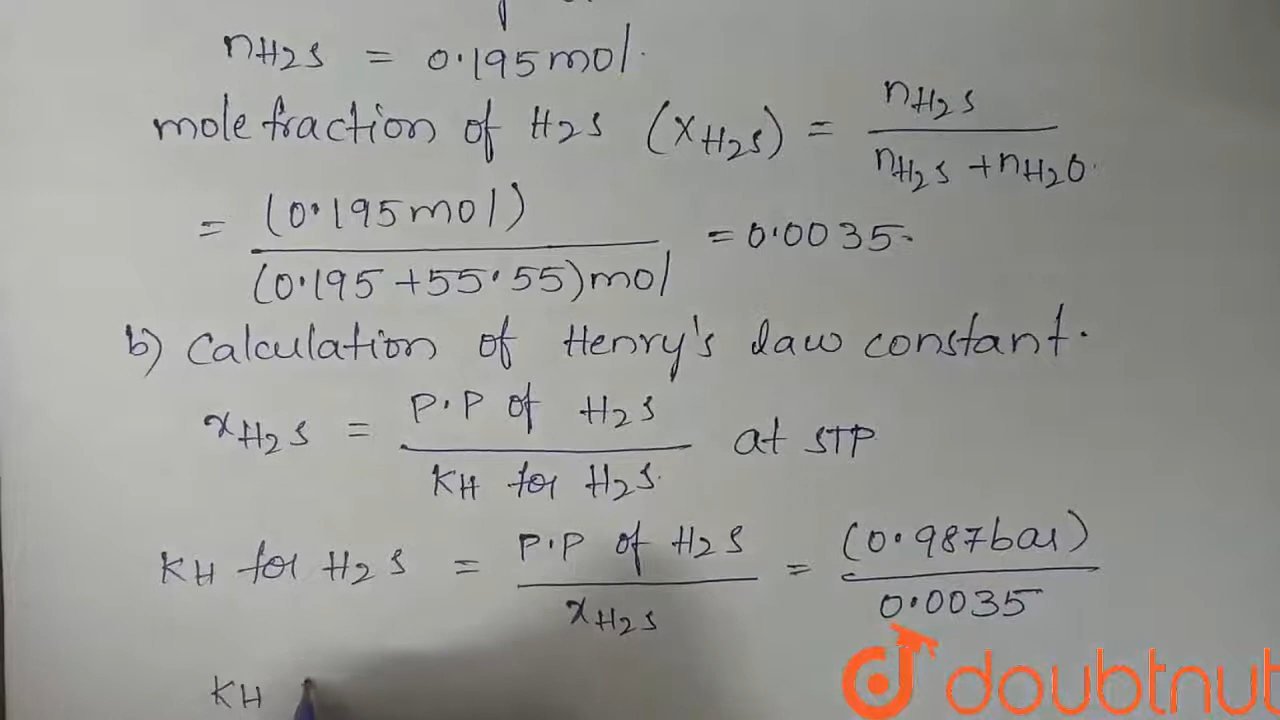 nH2S = 0.195 mol.
mole fraction of H2S (xH2S) = nH2S / nH2S + nH2O.
= (0.195 mol) / (0.195 + 55.55) mol = 0.0035.
b) Calculation of Henry's law constant.
xH2S = P.P of H2S / KH for H2S. at STP
KH for H2S = P.P of H2S / xH2S = (0.987 bar) / 0.0035
KH
doubtnut